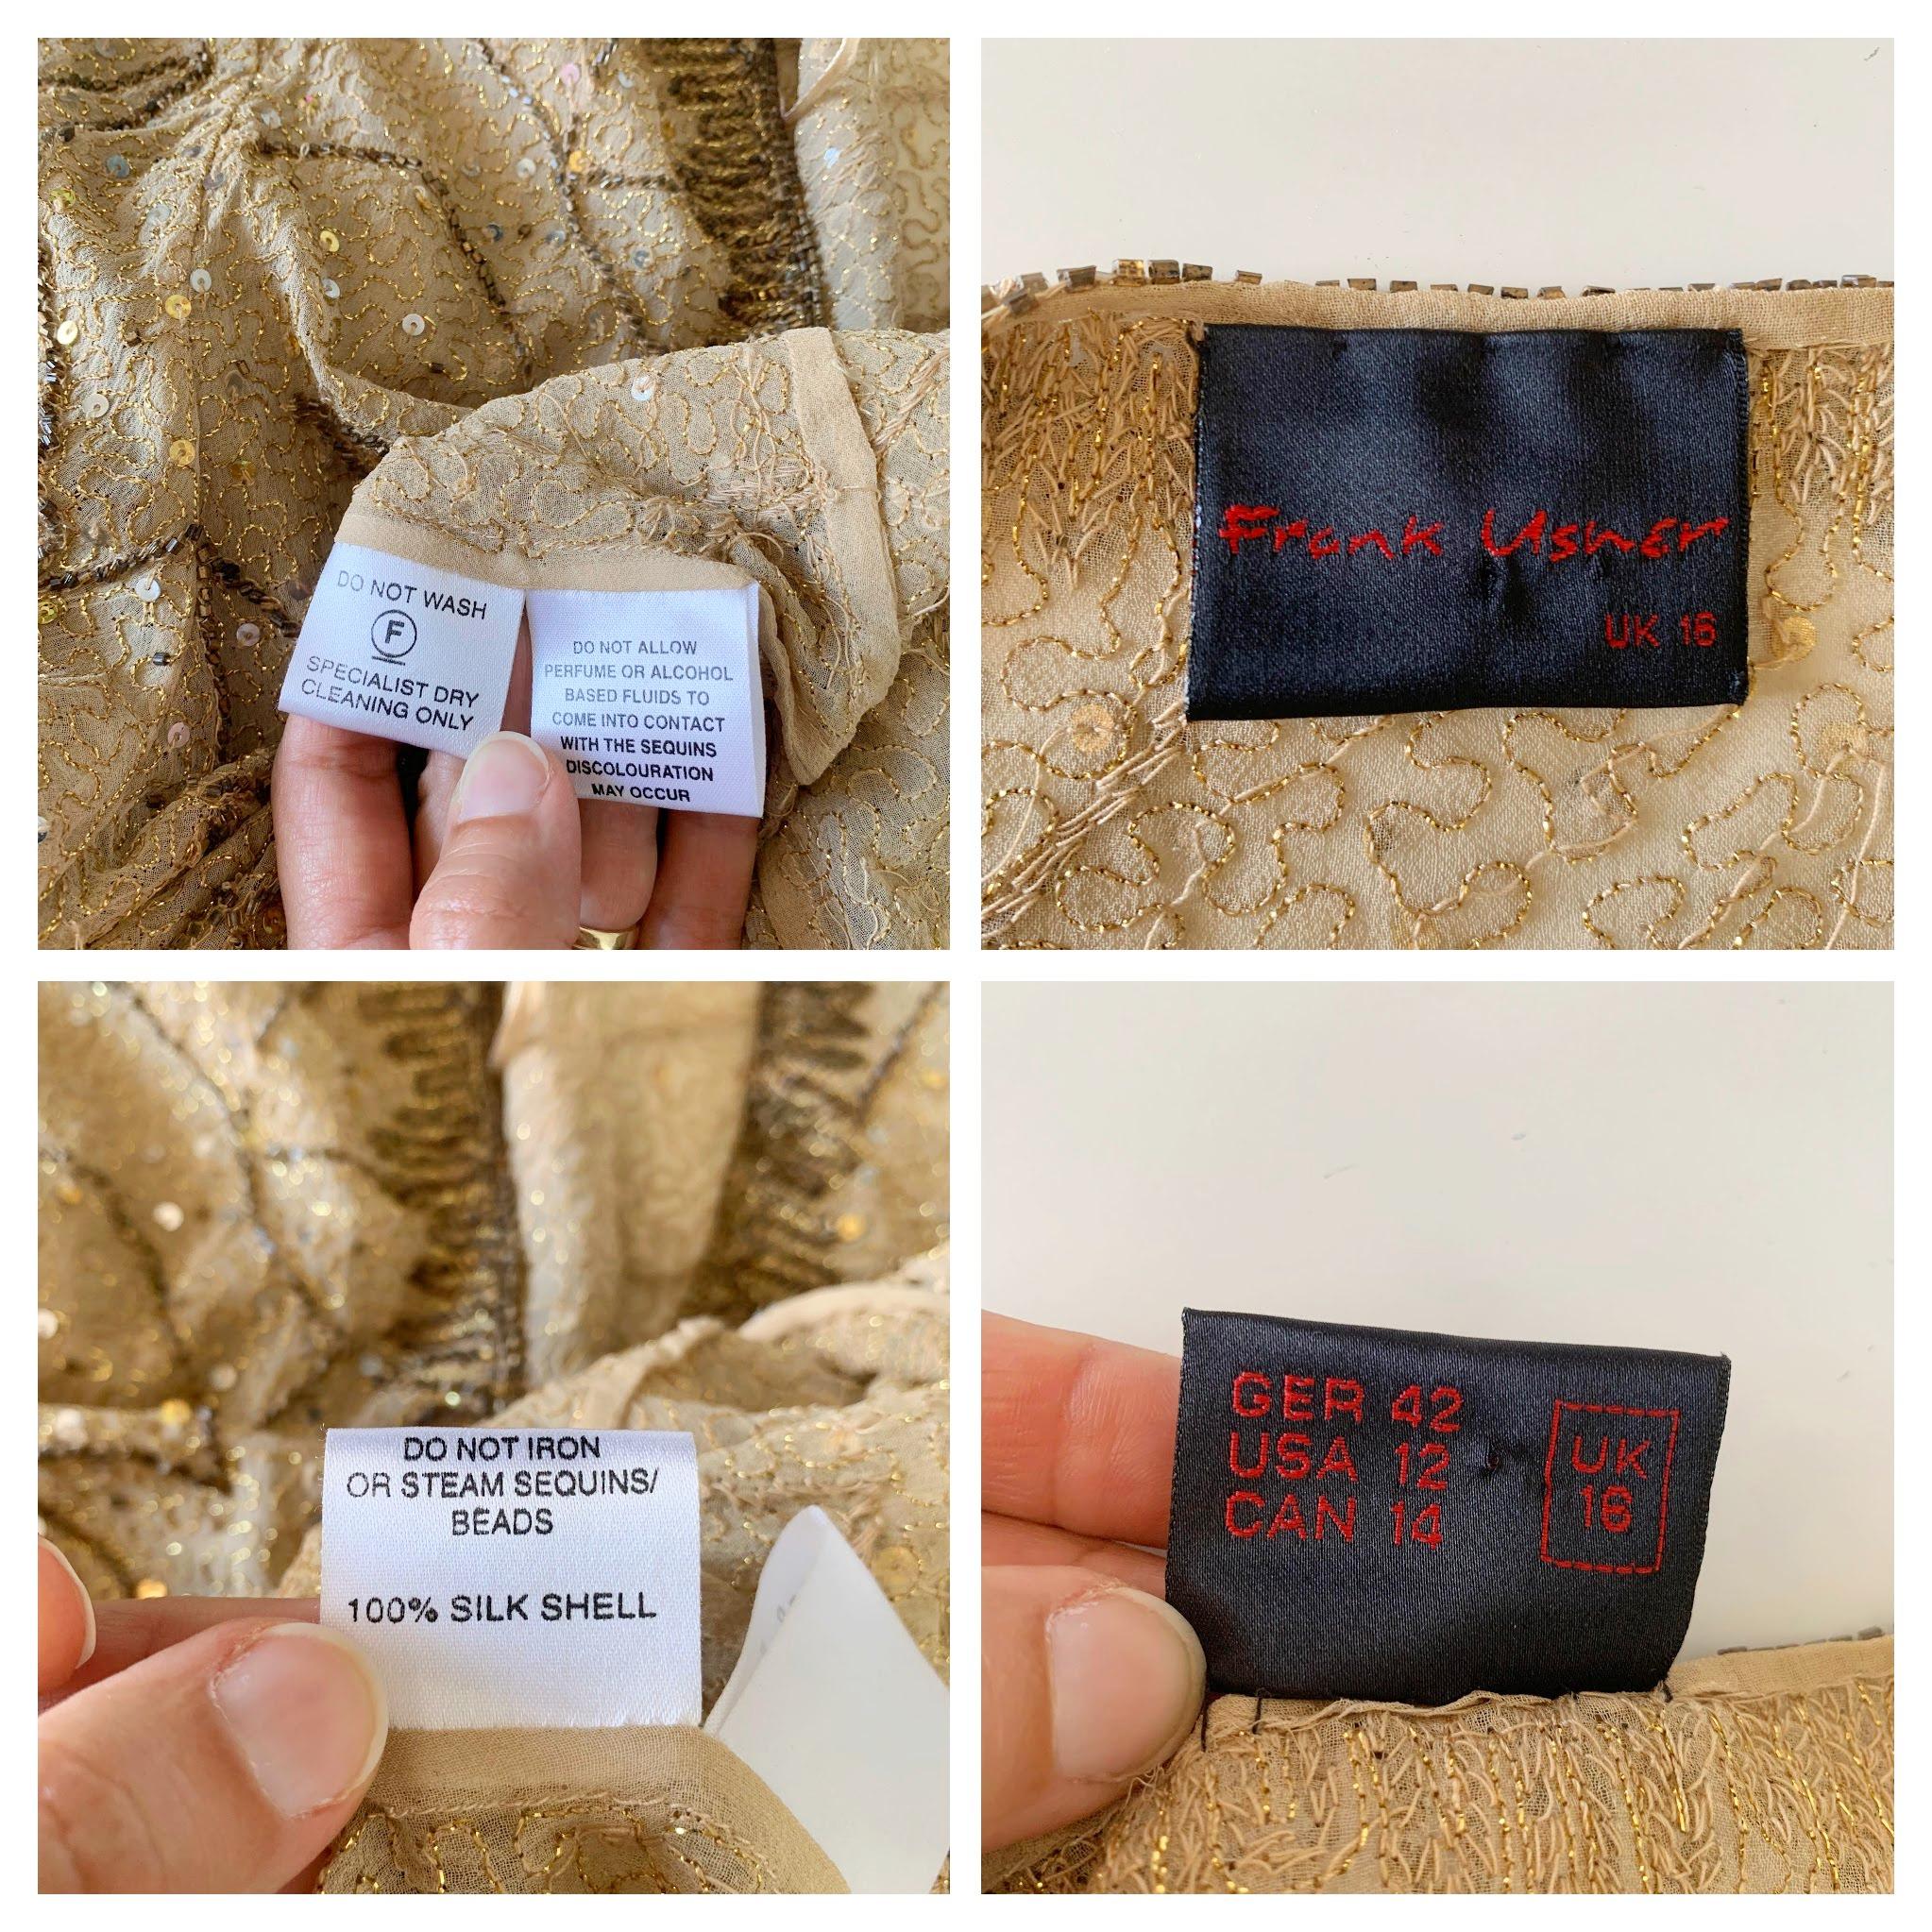 DO NOT WASH
F
SPECIALIST DRY
CLEANING ONLY
DO NOT ALLOW
PERFUME OR ALCOHOL
BASED FLUIDS TO
COME INTO CONTACT
WITH THE SEQUINS
DISCOLOURATION
MAY OCCUR
Frank Usher
UK 16
DO NOT IRON
OR STEAM SEQUINS/
BEADS
100% SILK SHELL
GER 42
USA 12
CAN 14
UK
16